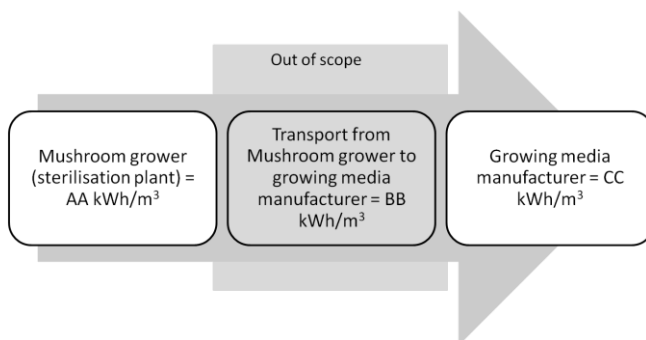 Out of scope
Mushroom grower
(sterilisation plant) =
AA kWh/m³
Transport from
Mushroom grower to
growing media
manufacturer = BB
kWh/m³
Growing media
manufacturer = CC
kWh/m³